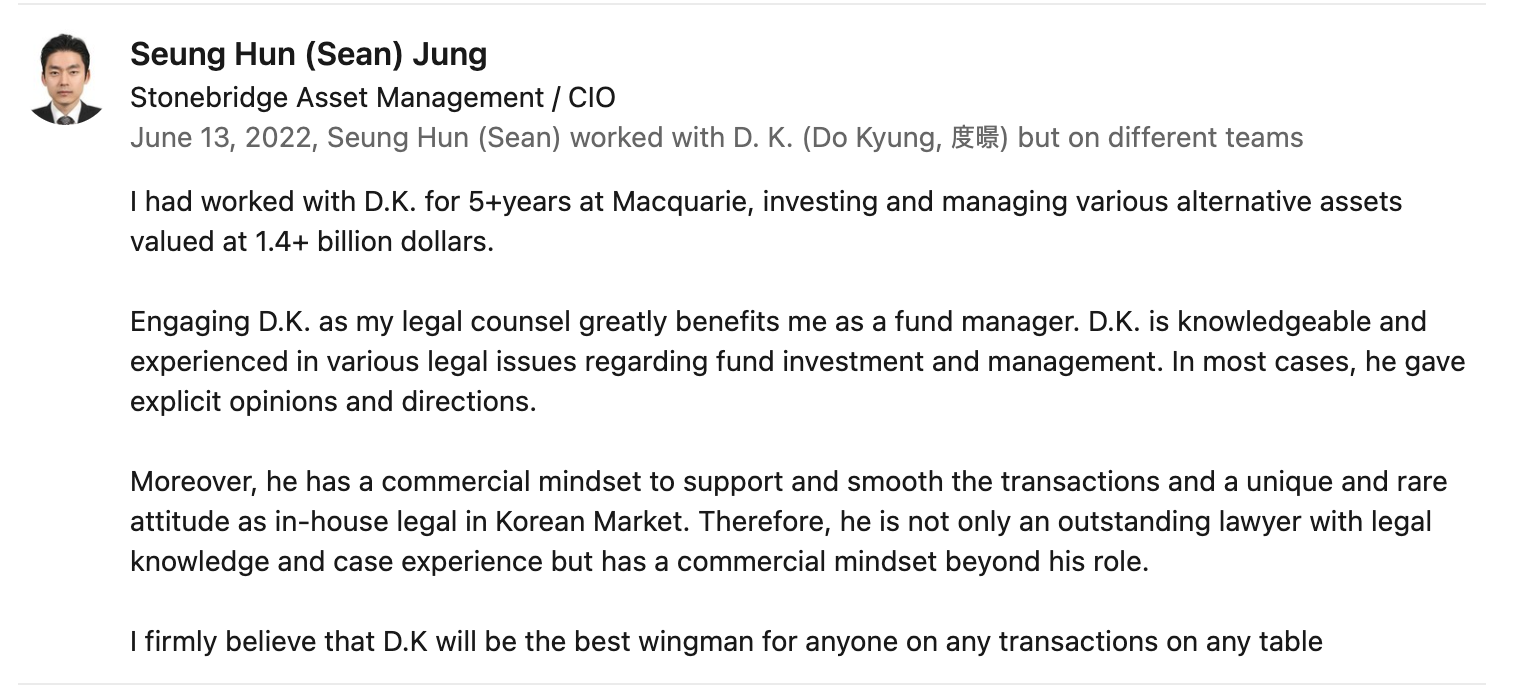 Seung Hun (Sean) Jung
Stonebridge Asset Management / CIO
June 13, 2022, Seung Hun (Sean) worked with D. K. (Do Kyung, 度暻) but on different teams
I had worked with D.K. for 5+years at Macquarie, investing and managing various alternative assets
valued at 1.4+ billion dollars.
Engaging D.K. as my legal counsel greatly benefits me as a fund manager. D.K. is knowledgeable and
experienced in various legal issues regarding fund investment and management. In most cases, he gave
explicit opinions and directions.
Moreover, he has a commercial mindset to support and smooth the transactions and a unique and rare
attitude as in-house legal in Korean Market. Therefore, he is not only an outstanding lawyer with legal
knowledge and case experience but has a commercial mindset beyond his role.
I firmly believe that D.K will be the best wingman for anyone on any transactions on any table